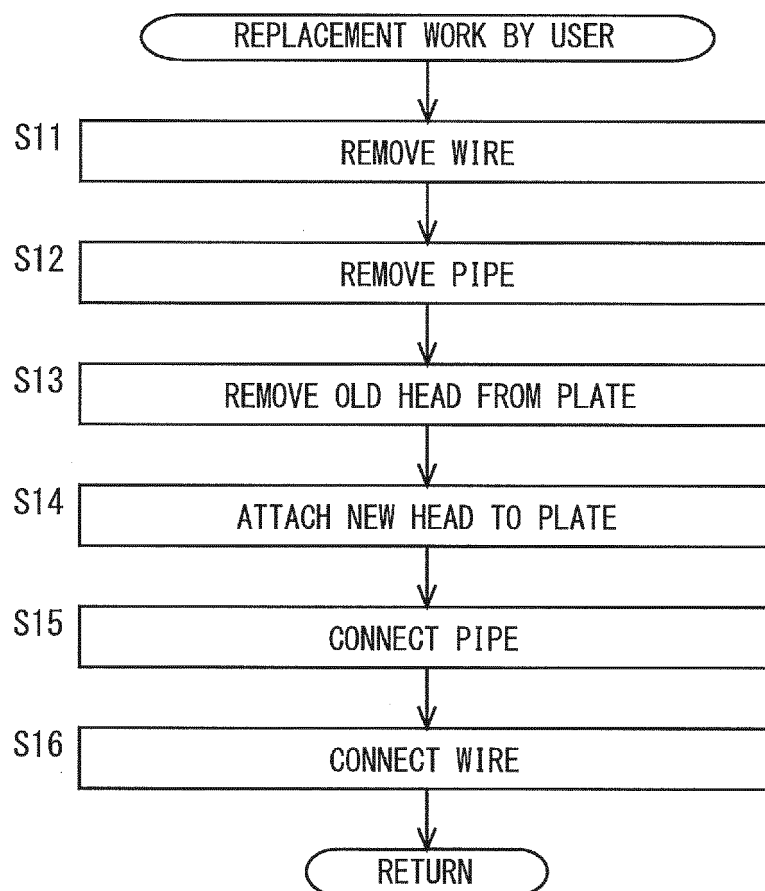 REPLACEMENT WORK BY USER
S11
REMOVE WIRE
S12
REMOVE PIPE
S13
REMOVE OLD HEAD FROM PLATE
S14
ATTACH NEW HEAD TO PLATE
S15
CONNECT PIPE
S16
CONNECT WIRE
RETURN